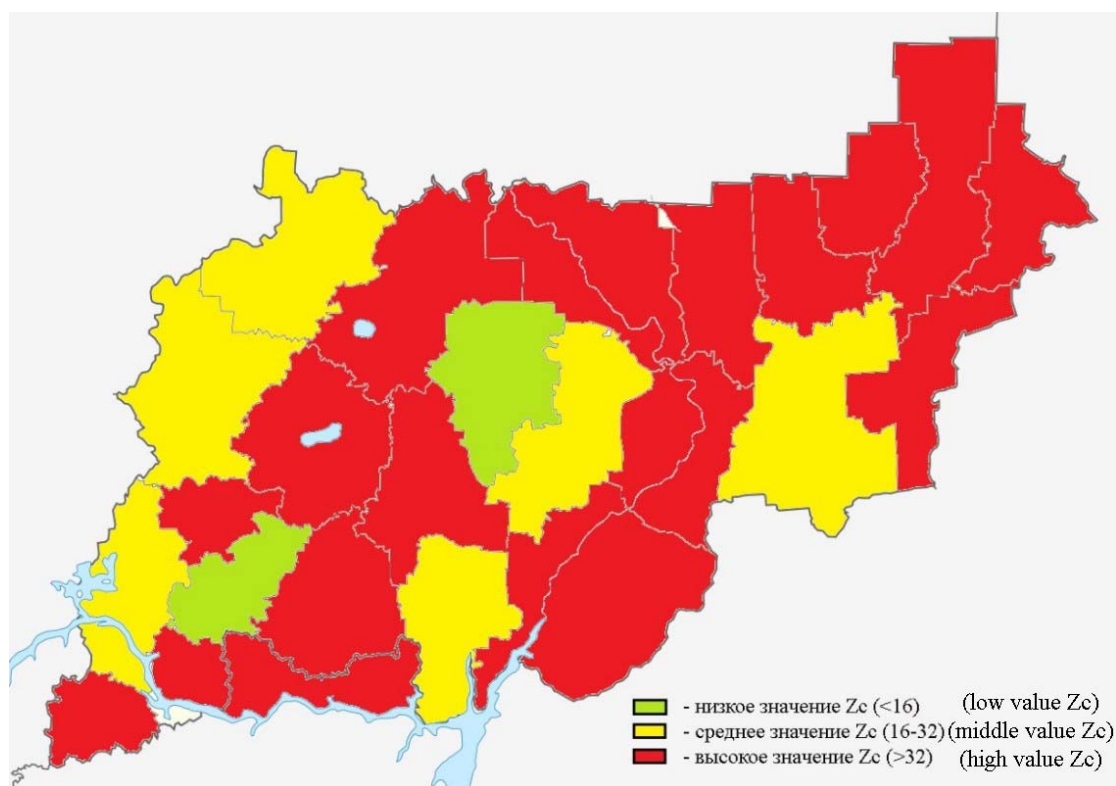 - низкое значение Zc (<16) (low value Zc)
- среднее значение Zc (16-32) (middle value Zc)
- высокое значение Zc (>32) (high value Zc)